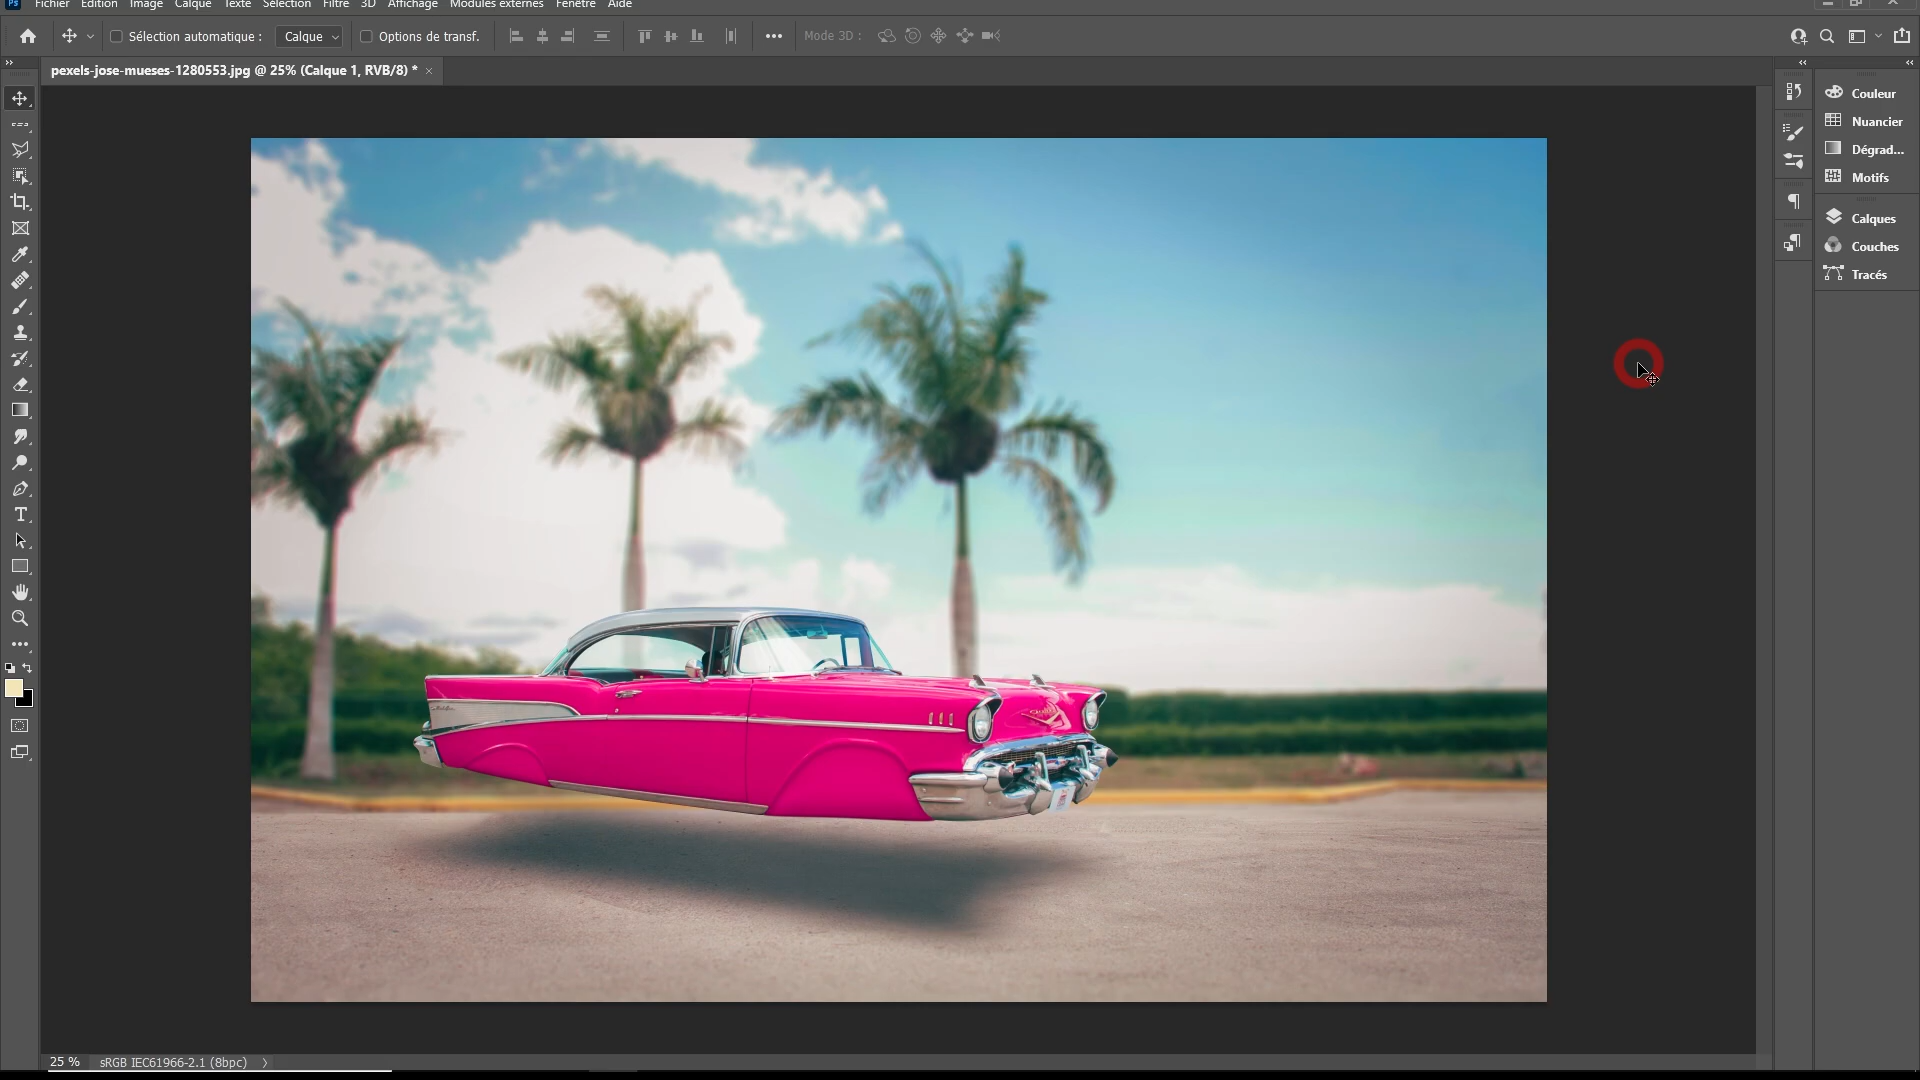 Ps Fichier Edition Image Calque Texte Sélection Filtre 3D Affichage Modules externes Fenêtre Aide
Sélection automatique : Calque Options de transf. Mode 3D :
pexels-jose-mueses-1280553.jpg @ 25% (Calque 1, RVB/8) * ×
Couleur
Nuancier
Dégrad...
Motifs
Calques
Couches
Tracés
25 % sRGB IEC61966-2.1 (8bpc)